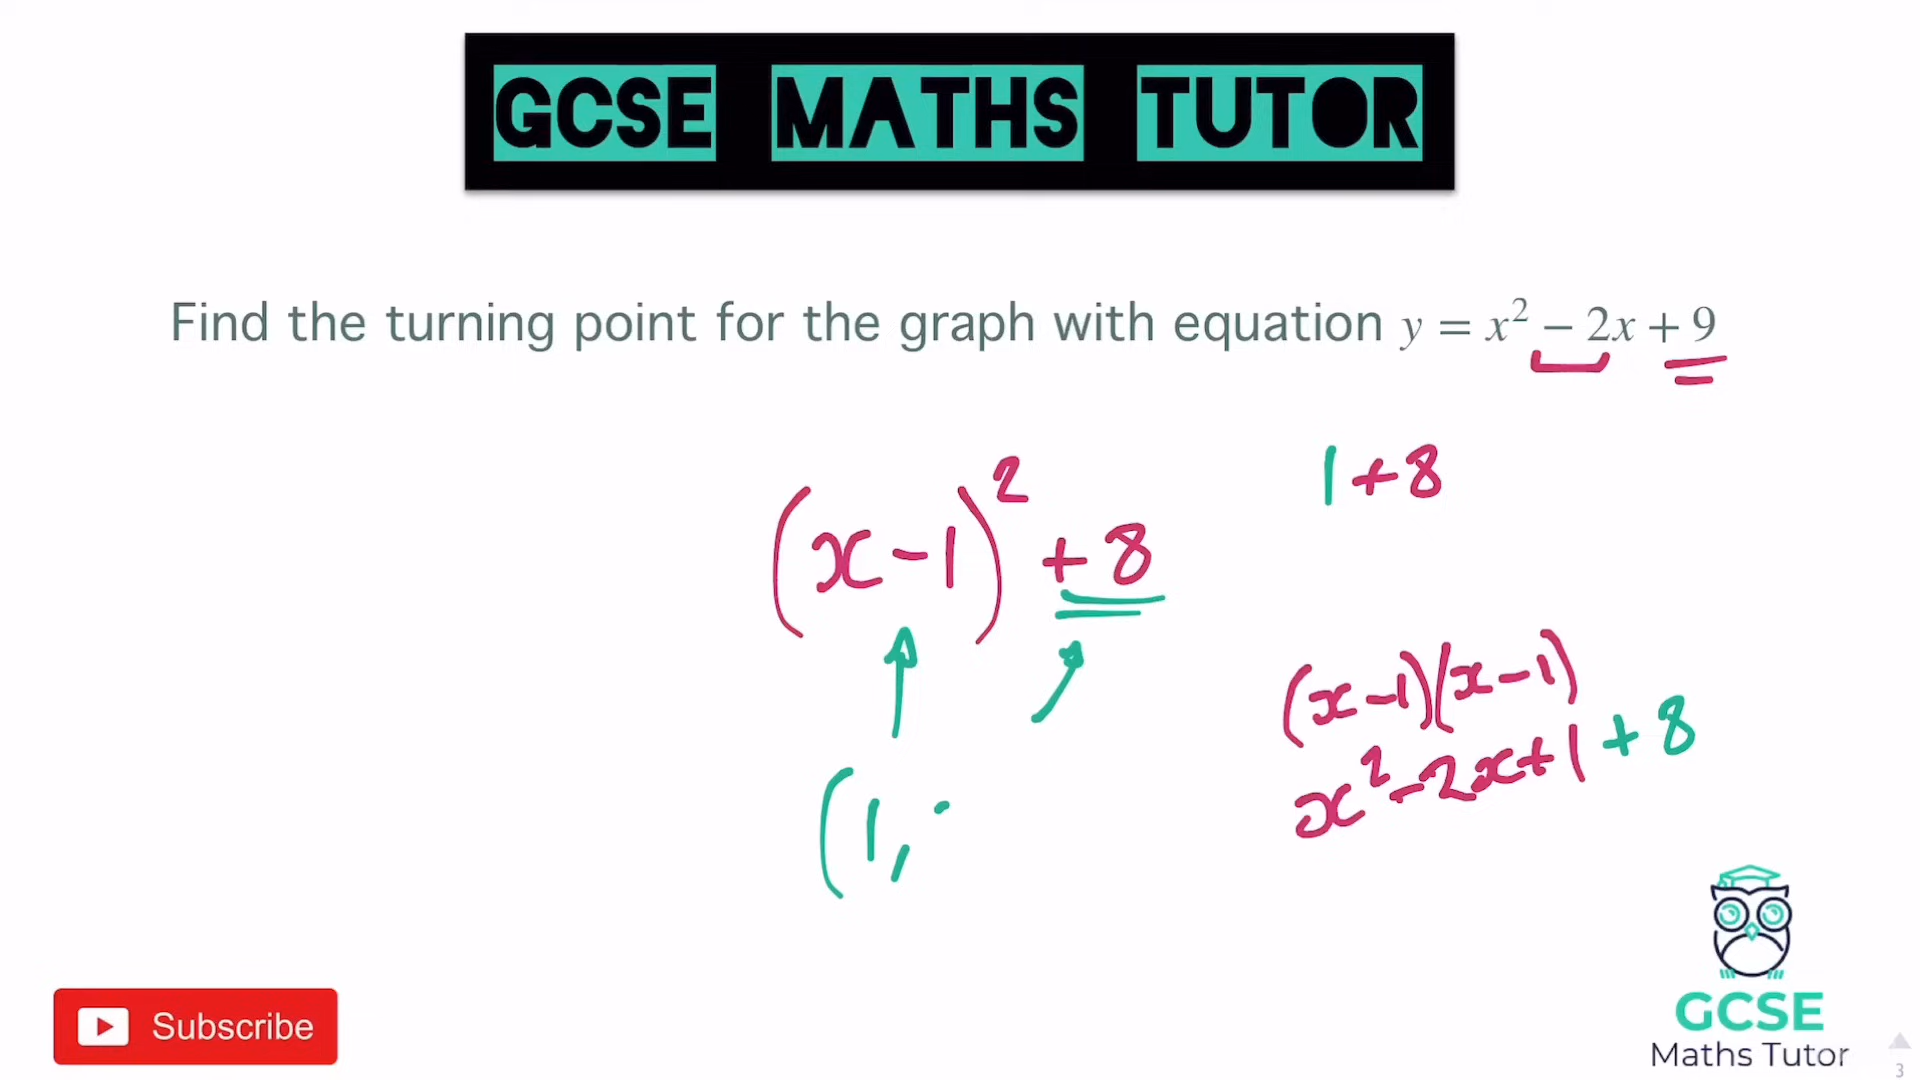 GCSE MATHS TUTOR
Find the turning point for the graph with equation y = x² − 2x + 9
1 + 8
(x − 1)² + 8
(x − 1)(x − 1)
x² − 2x + 1 + 8
(1,
Subscribe
GCSE
Maths Tutor
3